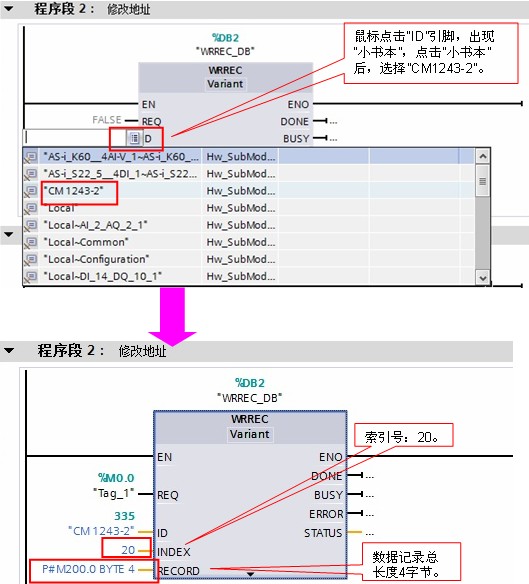 程序段 2： 修改地址
%DB2
"WRREC_DB"
WRREC
Variant
鼠标点击"ID"引脚，出现
"小书本"，点击"小书本"
后，选择"CM1243-2"。
EN ENO
FALSE REQ DONE ...
ID BUSY ...
"AS-i_K60__4AI-V_1~AS-i_K60_... Hw_SubMod...
"AS-i_S22_5__4DI_1~AS-i_S22... Hw_SubMod...
"CM 1243-2" Hw_SubMod...
"Local" Hw_SubMod...
"Local~AI_2_AQ_2_1" Hw_SubMod...
"Local~Common" Hw_SubMod...
"Local~Configuration" Hw_SubMod...
"Local~DI_14_DQ_10_1" Hw_SubMod...
程序段 2： 修改地址
%DB2
"WRREC_DB"
WRREC
Variant
索引号：20。
EN ENO
%M0.0
"Tag_1" REQ
DONE ...
BUSY ...
335
"CM 1243-2" ID
ERROR ...
STATUS ...
20 INDEX
P#M200.0 BYTE 4 RECORD
数据记录总
长度4字节。